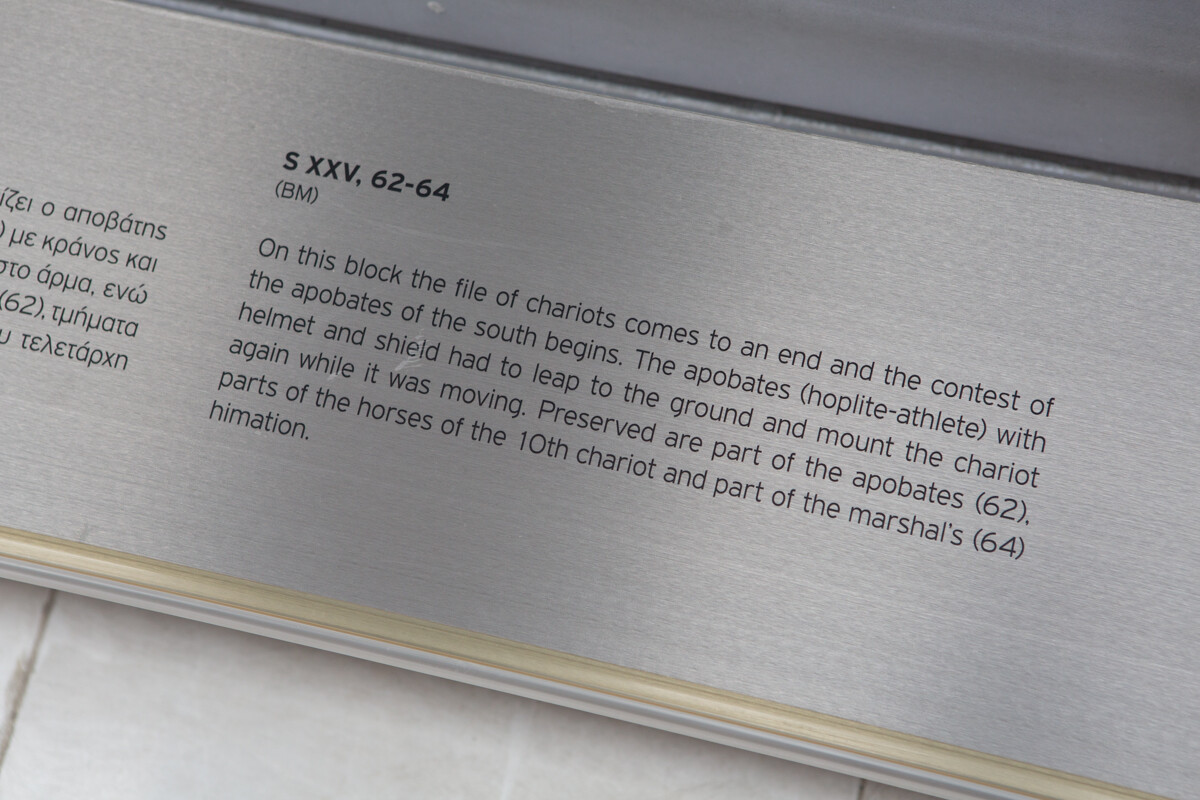 ίζει ο αποβάτης
) με κράνος και
στο άρμα, ενώ
(62), τμήματα
υ τελετάρχη
S XXV, 62-64
(BM)
On this block the file of chariots comes to an end and the contest of
the apobates of the south begins. The apobates (hoplite-athlete) with
helmet and shield had to leap to the ground and mount the chariot
again while it was moving. Preserved are part of the apobates (62),
parts of the horses of the 10th chariot and part of the marshal's (64)
himation.